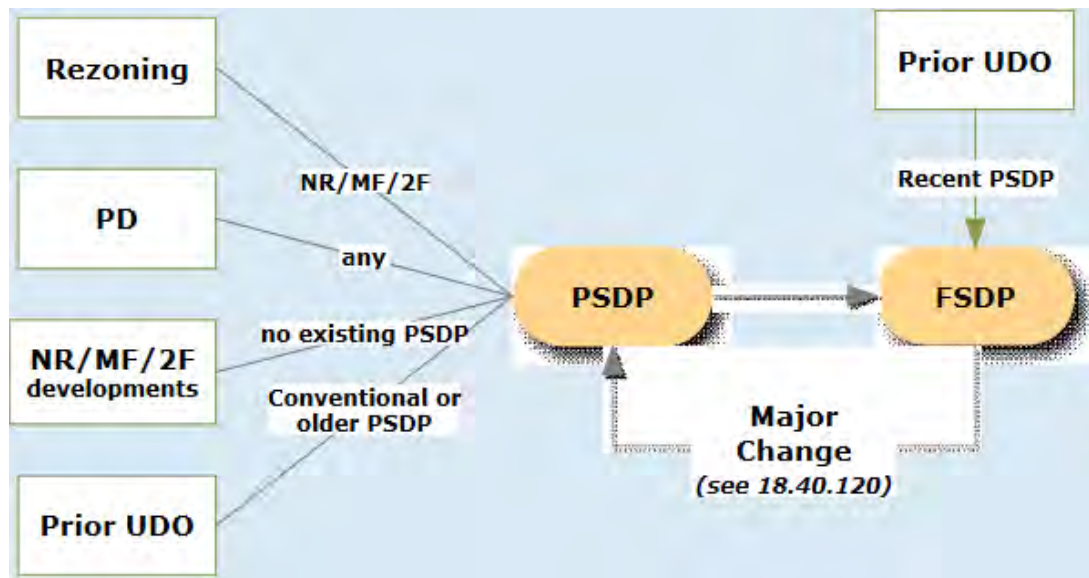 Rezoning
Prior UDO
NR/MF/2F
Recent PSDP
PD
any
PSDP
FSDP
no existing PSDP
NR/MF/2F
developments
Conventional or
older PSDP
Major
Change
(see 18.40.120)
Prior UDO